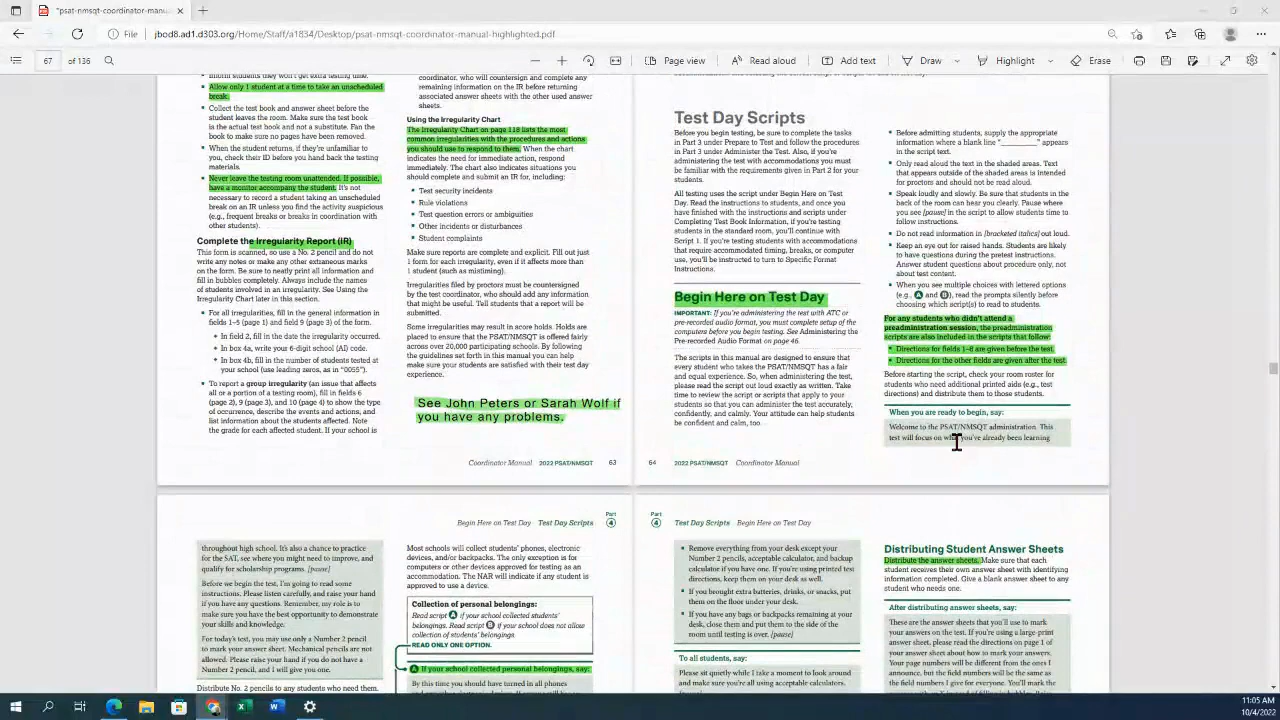 "psat-nmsqt-coordinator-manual
File
jbod8.ad1.d303.org/Home/Staff/a1834/Desktop/psat-nmsqt-coordinator-manual-highlighted.pdf
67 of 135
Page view
Read aloud
Add text
Draw
Highlight
Erase
Inform students they won't get extra testing time.
Allow only 1 student at a time to take an unscheduled
break.
Collect the test book and answer sheet before the
student leaves the room. Make sure the test book
is the actual test book and not a substitute. Fan the
book to make sure no pages have been removed.
When the student returns, if they're unfamiliar to
you, check their ID before you hand back the testing
materials.
Never leave the testing room unattended. If possible,
have a monitor accompany the student. It's not
necessary to record a student taking an unscheduled
break on an IR unless you find the activity suspicious
(e.g., frequent breaks or breaks in coordination with
other students).
Complete the Irregularity Report (IR)
This form is scanned, so use a No. 2 pencil and do not
write any notes or make any other extraneous marks
on the form. Be sure to neatly print all information and
fill in bubbles completely. Always include the names
of students involved in an irregularity. See Using the
Irregularity Chart later in this section.
For all irregularities, fill in the general information in
fields 1–5 (page 1) and field 9 (page 3) of the form.
In field 2, fill in the date the irregularity occurred.
In box 4a, write your 6-digit school (AI) code.
In box 4b, fill in the number of students tested at
your school (use leading zeros, as in "0055").
To report a group irregularity (an issue that affects
all or a portion of a testing room), fill in fields 6
(page 2), 9 (page 3), and 10 (page 4) to show the type
of occurrence, describe the events and actions, and
list information about the students affected. Note
the grade for each affected student. If your school is
coordinator, who will countersign and complete any
remaining information on the IR before returning
associated answer sheets with the other used answer
sheets.
Using the Irregularity Chart
The Irregularity Chart on page 118 lists the most
common irregularities with the procedures and actions
you should use to respond to them. When the chart
indicates the need for immediate action, respond
immediately. The chart also indicates situations you
should complete and submit an IR for, including:
Test security incidents
Rule violations
Test question errors or ambiguities
Other incidents or disturbances
Student complaints
Make sure reports are complete and explicit. Fill out just
1 form for each irregularity, even if it affects more than
1 student (such as mistiming).
Irregularities filed by proctors must be countersigned
by the test coordinator, who should add any information
that might be useful. Tell students that a report will be
submitted.
Some irregularities may result in score holds. Holds are
placed to ensure that the PSAT/NMSQT is offered fairly
across over 20,000 participating schools. By following
the guidelines set forth in this manual you can help
make sure your students are satisfied with their test day
experience.
See John Peters or Sarah Wolf if
you have any problems.
Coordinator Manual 2022 PSAT/NMSQT 63
Test Day Scripts
Before you begin testing, be sure to complete the tasks
in Part 3 under Prepare to Test and follow the procedures
in Part 3 under Administer the Test. Also, if you're
administering the test with accommodations you must
be familiar with the requirements given in Part 2 for your
students.
All testing uses the script under Begin Here on Test
Day. Read the instructions to students, and once you
have finished with the instructions and scripts under
Completing Test Book Information, if you're testing
students in the standard room, you'll continue with
Script 1. If you're testing students with accommodations
that require accommodated timing, breaks, or computer
use, you'll be instructed to turn to Specific Format
Instructions.
Begin Here on Test Day
IMPORTANT: If you're administering the test with ATC or
pre-recorded audio format, you must complete setup of the
computers before you begin testing. See Administering the
Pre-recorded Audio Format on page 46.
The scripts in this manual are designed to ensure that
every student who takes the PSAT/NMSQT has a fair
and equal experience. So, when administering the test,
please read the script out loud exactly as written. Take
time to review the script or scripts that apply to your
students so that you can administer the test accurately,
confidently, and calmly. Your attitude can help students
be confident and calm, too.
Before admitting students, supply the appropriate
information where a blank line "________" appears
in the script text.
Only read aloud the text in the shaded areas. Text
that appears outside of the shaded areas is intended
for proctors and should not be read aloud.
Speak loudly and slowly. Be sure that students in the
back of the room can hear you clearly. Pause where
you see [pause] in the script to allow students time to
follow instructions.
Do not read information in [bracketed italics] out loud.
Keep an eye out for raised hands. Students are likely
to have questions during the pretest instructions.
Answer student questions about procedure only, not
about test content.
When you see multiple choices with lettered options
(e.g., A and B), read the prompts silently before
choosing which script(s) to read to students.
For any students who didn't attend a
preadministration session, the preadministration
scripts are also included in the scripts that follow:
Directions for fields 1–8 are given before the test.
Directions for the other fields are given after the test.
Before starting the script, check your room roster for
students who need additional printed aids (e.g., test
directions) and distribute them to those students.
When you are ready to begin, say:
Welcome to the PSAT/NMSQT administration. This
test will focus on what you've already been learning
64 2022 PSAT/NMSQT Coordinator Manual
Part
4
Begin Here on Test Day Test Day Scripts
throughout high school. It's also a chance to practice
for the SAT, see where you might need to improve, and
qualify for scholarship programs. [pause]
Before we begin the test, I'm going to read some
instructions. Please listen carefully, and raise your hand
if you have any questions. Remember, my role is to
make sure you have the best opportunity to demonstrate
your skills and knowledge.
For today's test, you may use only a Number 2 pencil
to mark your answer sheet. Mechanical pencils are not
allowed. Please raise your hand if you do not have a
Number 2 pencil, and I will give you one.
Distribute No. 2 pencils to any students who need them.
Most schools will collect students' phones, electronic
devices, and/or backpacks. The only exception is for
computers or other devices approved for testing as an
accommodation. The NAR will indicate if any student is
approved to use a device.
Collection of personal belongings:
Read script A if your school collected students'
belongings. Read script B if your school does not allow
collection of students' belongings.
READ ONLY ONE OPTION.
A If your school collected personal belongings, say:
By this time you should have turned in all phones
Part
4
Test Day Scripts Begin Here on Test Day
Remove everything from your desk except your
Number 2 pencils, acceptable calculator, and backup
calculator if you have one. If you're using printed test
directions, keep them on your desk as well.
If you brought extra batteries, drinks, or snacks, put
them on the floor under your desk.
If you have any bags or backpacks remaining at your
desk, close them and put them to the side of the
room until testing is over. [pause]
To all students, say:
Please sit quietly while I take a moment to look around
and make sure you're all using acceptable calculators.
Distributing Student Answer Sheets
Distribute the answer sheets. Make sure that each
student receives their own answer sheet with identifying
information completed. Give a blank answer sheet to any
student who needs one.
After distributing answer sheets, say:
These are the answer sheets that you'll use to mark
your answers on the test. If you're using a large-print
answer sheet, please read the directions on page 1 of
your answer sheet about how to mark your answers.
Your page numbers will be different from the ones I
announce, but the field numbers will be the same as
the field numbers I give for everyone. You'll mark the
11:05 AM
10/4/2022